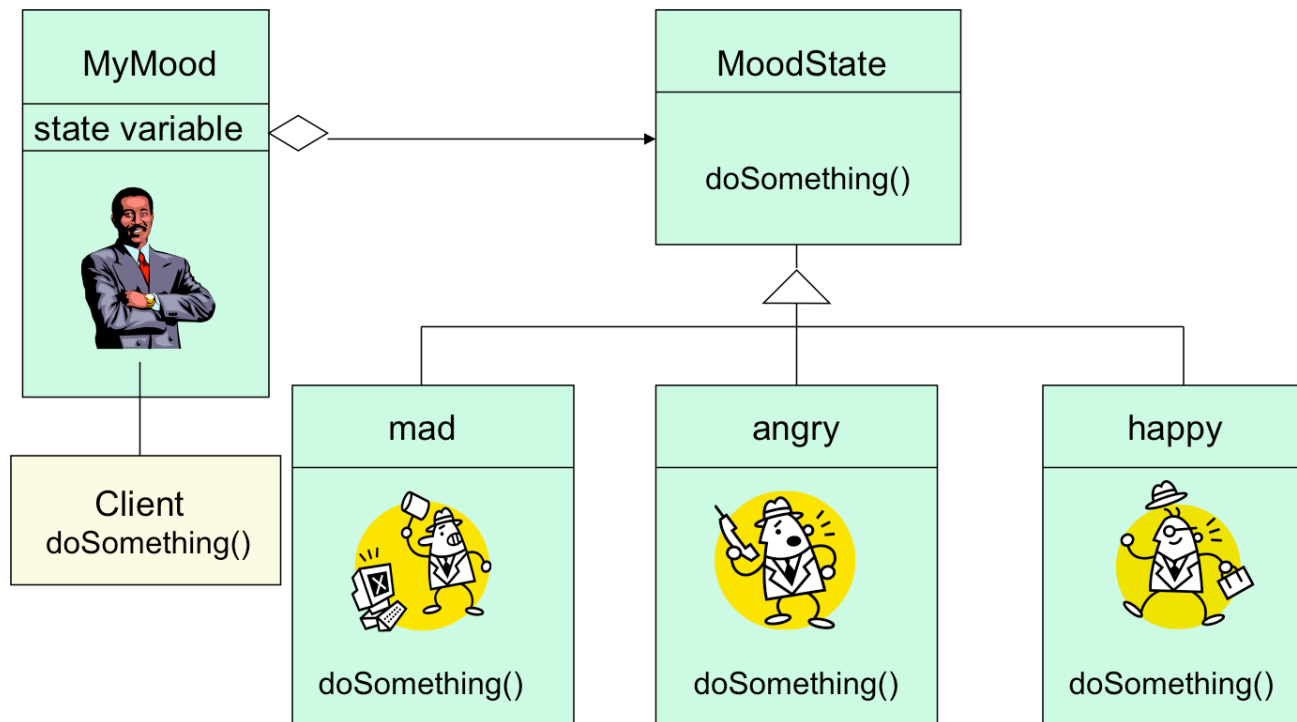 MyMood
state variable
MoodState
doSomething()
Client
doSomething()
mad
doSomething()
angry
doSomething()
happy
doSomething()